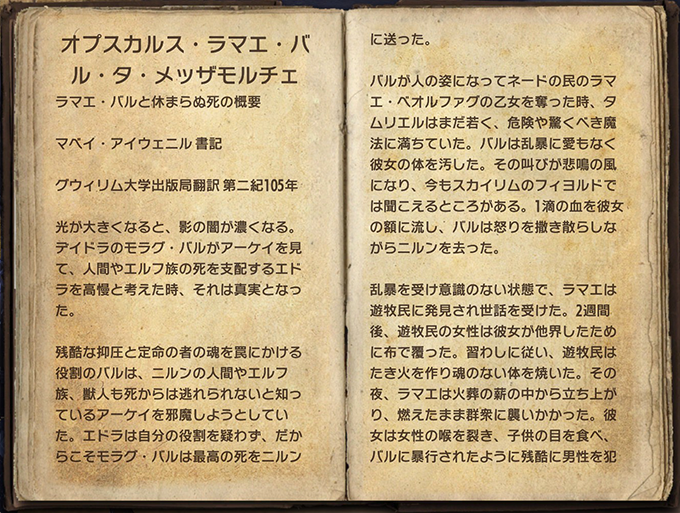 オプスカルス・ラマエ・バ
ル・タ・メッザモルチェ
ラマエ・バルと休まらぬ死の概要
マベイ・アイウェニル 書記
グウィリム大学出版局翻訳 第二紀105年
光が大きくなると、影の闇が濃くなる。
デイドラのモラグ・バルがアーケイを見
て、人間やエルフ族の死を支配するエド
ラを高慢と考えた時、それは真実となっ
た。
残酷な抑圧と定命の者の魂を罠にかける
役割のバルは、ニルンの人間やエルフ
族、獣人も死からは逃れられないと知っ
ているアーケイを邪魔しようとしてい
た。エドラは自分の役割を疑わず、だか
らこそモラグ・バルは最高の死をニルン
に送った。
バルが人の姿になってネードの民のラマ
エ・ベオルファグの乙女を奪った時、タ
ムリエルはまだ若く、危険や驚くべき魔
法に満ちていた。バルは乱暴に愛もなく
彼女の体を汚した。その叫びが悲鳴の風
になり、今もスカイリムのフィヨルドで
は聞こえるところがある。1滴の血を彼女
の額に流し、バルは怒りを撒き散らしな
がらニルンを去った。
乱暴を受け意識のない状態で、ラマエは
遊牧民に発見され世話を受けた。2週間
後、遊牧民の女性は彼女が他界したため
に布で覆った。習わしに従い、遊牧民は
たき火を作り魂のない体を焼いた。その
夜、ラマエは火葬の薪の中から立ち上が
り、燃えたまま群衆に襲いかかった。彼
女は女性の喉を裂き、子供の目を食べ、
バルに暴行されたように残酷に男性を犯